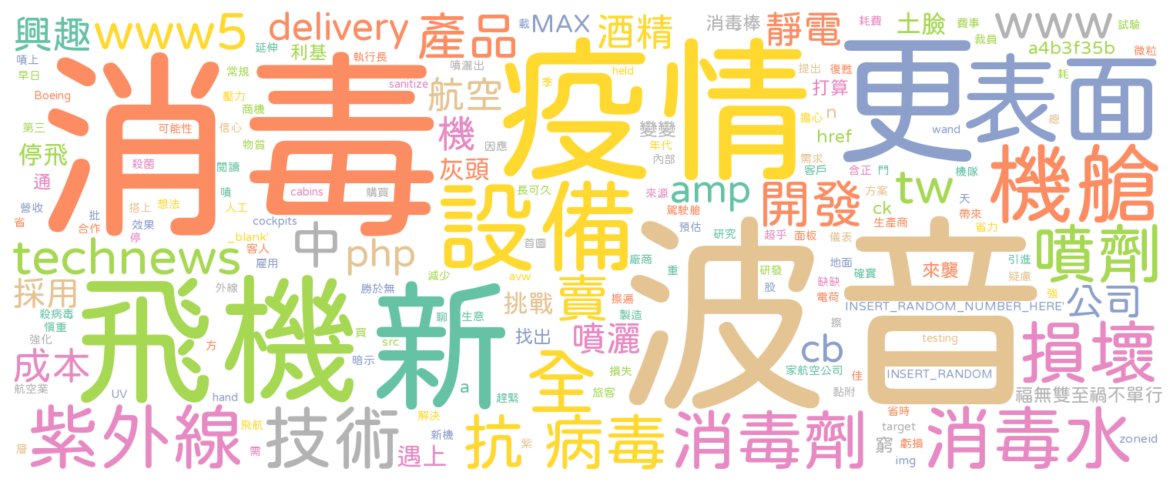 興趣 www5 delivery 產品 戴 MAX 酒精 消毒棒 靜電 土臉 耗費 費事 www 試驗
噴上 早日 延伸 利基 執行長 噴灑出 裁員 a4b3f35b 微粒
消毒 疫情 更 表面
常規 sanitize 航空 季 held 提出 復甦 打算 耗
Boeing 壓力 商機 擔心 n
第三 可能性 信心 機 因應 變變 年代 href wand 總
停飛 物質 內部 需求 機艙
通 殺菌 閱讀 灰頭 客戶 含正 門 機隊
cabins 購買 設備 長可久 來源 amp 開發 tw 方案 天
營收 批 搭上 想法 噴 人工 駕駛艙 ck 帶來
省 合作 效果 cockpits 生產商 省力
停 _blank' 中 首圖 預估 研究 超乎 面板 儀表 噴劑
technews 客人 雇用 php 廠商 地面 引進
採用 外線 減少 avw 重 研發 確實 來襲 疑慮
飛機 新 勝於無 挑戰 賣 擴遍 波音 缺缺 強
殺病毒 聊 生意 製造 股 電荷 INSERT_RANDOM_NUMBER_HERE' 公司
慎重 方 買 src 找出 噴灑 擦 testing
強化 暗示 cb 損壞
成本 全 損失 家航空公司 佳 INSERT_RANDOM
航空業 UV hand a 趕緊 旅客 黏附 福無雙至禍不單行
紫外線 飛航 技術 解決 抗 病毒 消毒劑 省時 消毒水
新機 target zoneid
層 需 遇上 紫 窮 虧損
img